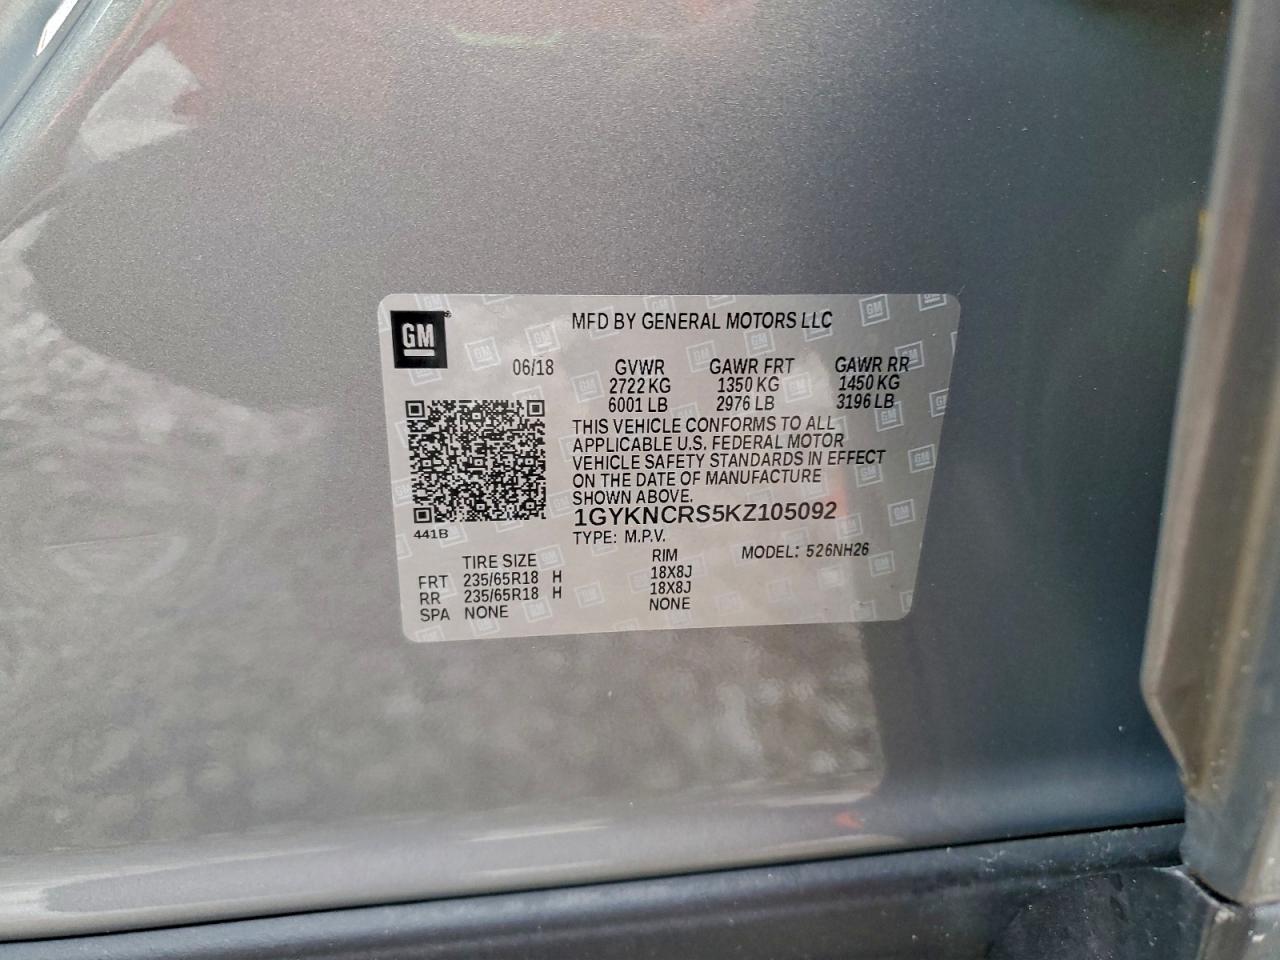 GM
MFD BY GENERAL MOTORS LLC
06/18 GVWR GAWR FRT GAWR RR
2722 KG 1350 KG 1450 KG
6001 LB 2976 LB 3196 LB
THIS VEHICLE CONFORMS TO ALL
APPLICABLE U.S. FEDERAL MOTOR
VEHICLE SAFETY STANDARDS IN EFFECT
ON THE DATE OF MANUFACTURE
SHOWN ABOVE.
1GYKNCRS5KZ105092
441B
TYPE: M.P.V.
TIRE SIZE RIM MODEL: 526NH26
FRT 235/65R18 H 18X8J
RR 235/65R18 H 18X8J
SPA NONE NONE